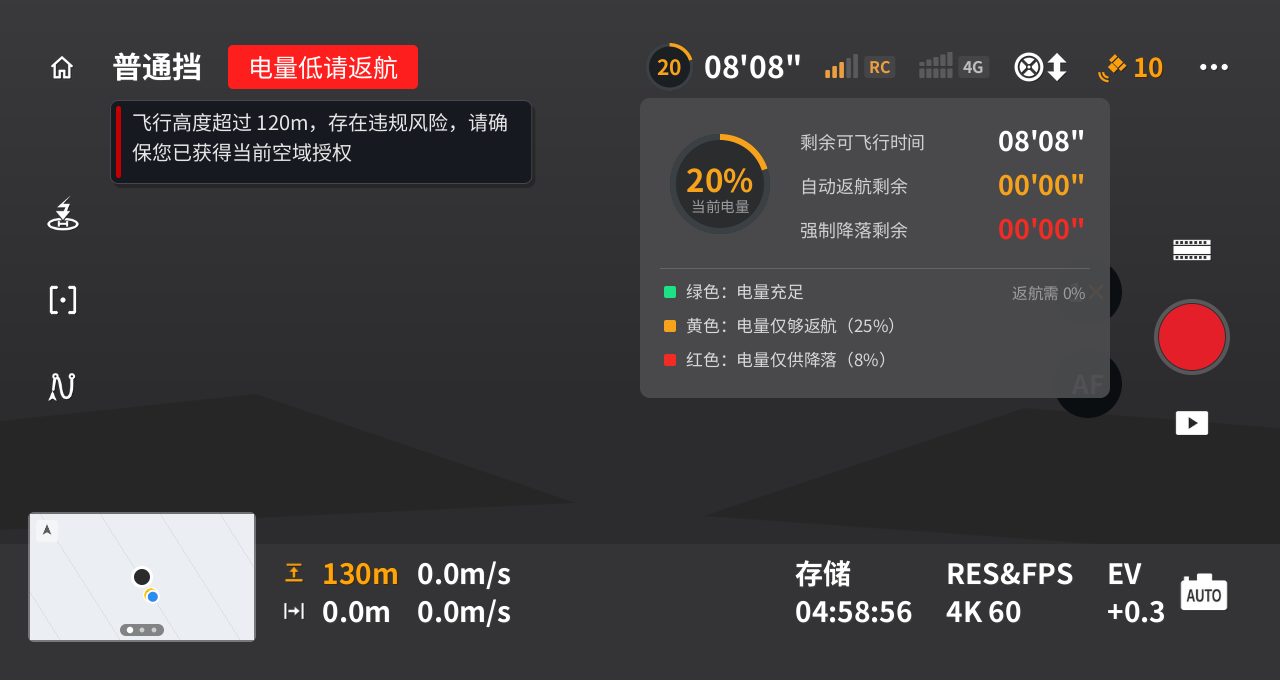 普通挡
电量低请返航
20
08'08"
RC
4G
10
飞行高度超过 120m，存在违规风险，请确
保您已获得当前空域授权
20%
当前电量
剩余可飞行时间 08'08"
自动返航剩余 00'00"
强制降落剩余 00'00"
绿色：电量充足 返航需 0%
黄色：电量仅够返航（25%）
红色：电量仅供降落（8%）
AF
130m 0.0m/s
0.0m 0.0m/s
存储 RES&FPS EV
04:58:56 4K 60 +0.3
AUTO